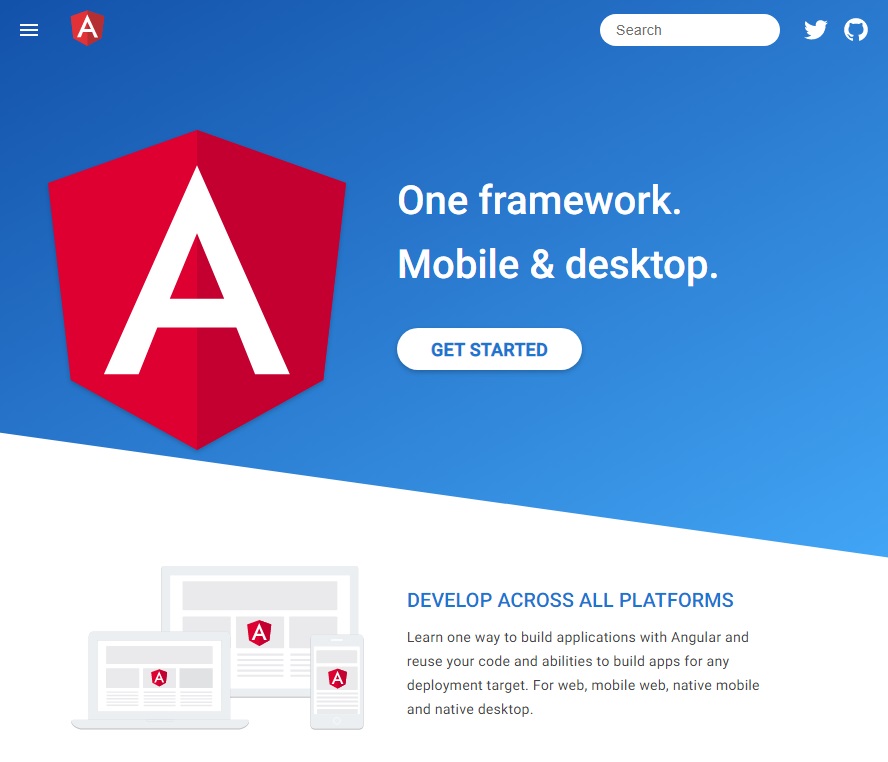 Search
One framework.
Mobile & desktop.
GET STARTED
DEVELOP ACROSS ALL PLATFORMS
Learn one way to build applications with Angular and
reuse your code and abilities to build apps for any
deployment target. For web, mobile web, native mobile
and native desktop.